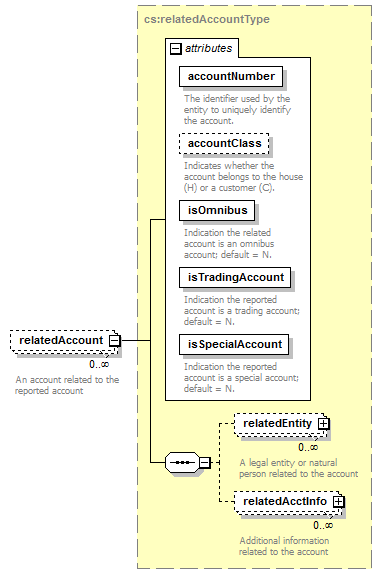 cs:relatedAccountType
attributes
accountNumber
The identifier used by the
entity to uniquely identify
the account.
accountClass
Indicates whether the
account belongs to the house
(H) or a customer (C).
isOmnibus
Indication the related
account is an omnibus
account; default = N.
isTradingAccount
Indication the reported
account is a trading account;
default = N.
isSpecialAccount
Indication the reported
account is a special account;
default = N.
relatedAccount
0..∞
An account related to the
reported account
relatedEntity
0..∞
A legal entity or natural
person related to the account
relatedAcctInfo
0..∞
Additional information
related to the account